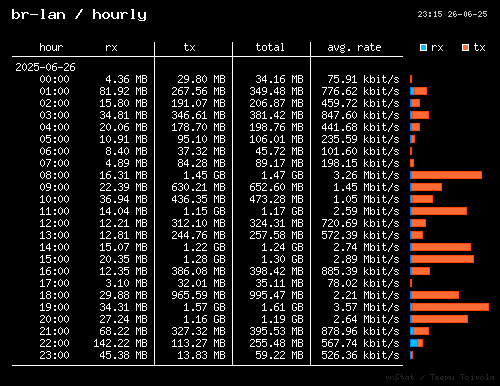 br-lan / hourly 23:15 26-06-25
hour rx tx total avg. rate rx tx
2025-06-26
00:00 4.36 MB 29.80 MB 34.16 MB 75.91 kbit/s
01:00 81.92 MB 267.56 MB 349.48 MB 776.62 kbit/s
02:00 15.80 MB 191.07 MB 206.87 MB 459.72 kbit/s
03:00 34.81 MB 346.61 MB 381.42 MB 847.60 kbit/s
04:00 20.06 MB 178.70 MB 198.76 MB 441.68 kbit/s
05:00 10.91 MB 95.10 MB 106.01 MB 235.59 kbit/s
06:00 8.40 MB 37.32 MB 45.72 MB 101.60 kbit/s
07:00 4.89 MB 84.28 MB 89.17 MB 198.15 kbit/s
08:00 16.31 MB 1.45 GB 1.47 GB 3.26 Mbit/s
09:00 22.39 MB 630.21 MB 652.60 MB 1.45 Mbit/s
10:00 36.94 MB 436.35 MB 473.28 MB 1.05 Mbit/s
11:00 14.04 MB 1.15 GB 1.17 GB 2.59 Mbit/s
12:00 12.21 MB 312.10 MB 324.31 MB 720.69 kbit/s
13:00 12.81 MB 244.76 MB 257.58 MB 572.39 kbit/s
14:00 15.07 MB 1.22 GB 1.24 GB 2.74 Mbit/s
15:00 20.35 MB 1.28 GB 1.30 GB 2.89 Mbit/s
16:00 12.35 MB 386.08 MB 398.42 MB 885.39 kbit/s
17:00 3.10 MB 32.01 MB 35.11 MB 78.02 kbit/s
18:00 29.88 MB 965.59 MB 995.47 MB 2.21 Mbit/s
19:00 34.31 MB 1.57 GB 1.61 GB 3.57 Mbit/s
20:00 27.24 MB 1.16 GB 1.19 GB 2.64 Mbit/s
21:00 68.22 MB 327.32 MB 395.53 MB 878.96 kbit/s
22:00 142.22 MB 113.27 MB 255.48 MB 567.74 kbit/s
23:00 45.38 MB 13.83 MB 59.22 MB 526.36 kbit/s
vnStat / Teemu Toivola